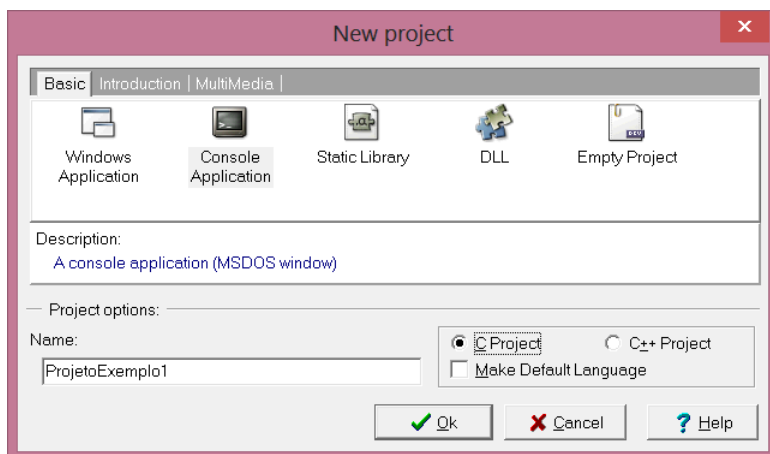 New project
Basic Introduction MultiMedia
Windows Application
Console Application
Static Library
DLL
Empty Project
Description:
A console application (MSDOS window)
Project options:
Name:
ProjetoExemplo1
C Project C++ Project
Make Default Language
Ok Cancel Help